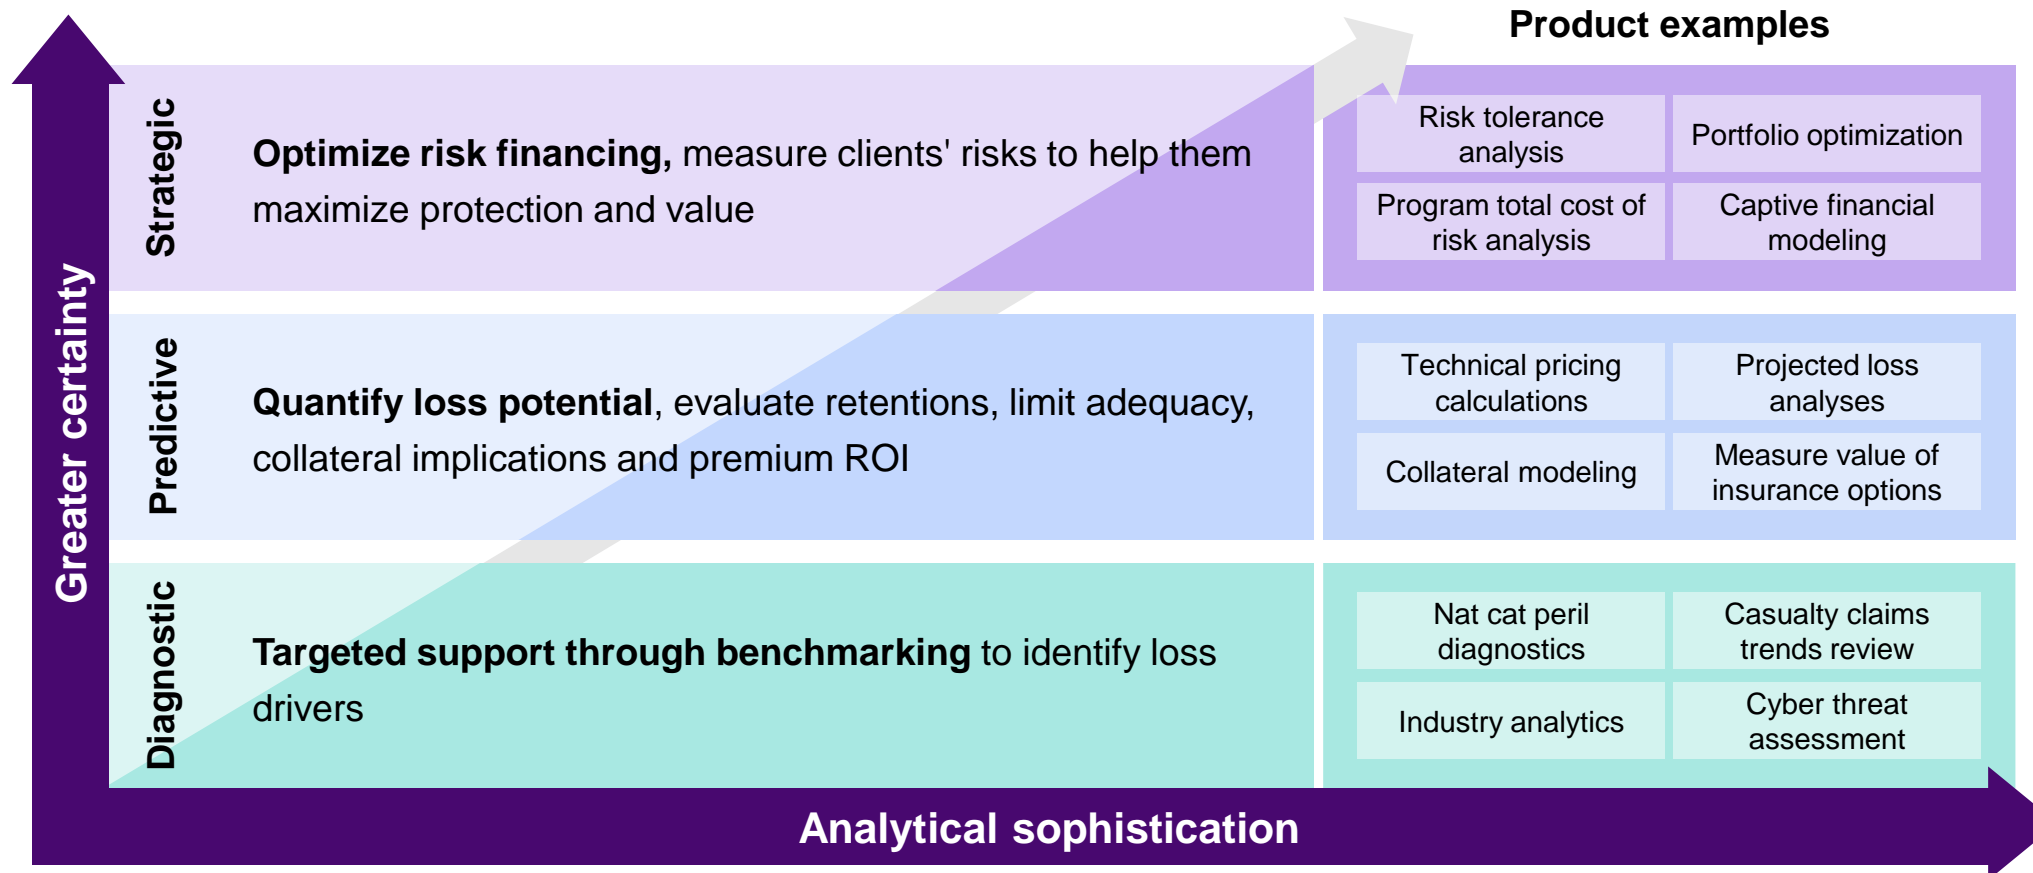 Product examples
Greater certainty
Strategic
Optimize risk financing, measure clients' risks to help them
maximize protection and value
Risk tolerance
analysis
Portfolio optimization
Program total cost of
risk analysis
Captive financial
modeling
Predictive
Quantify loss potential, evaluate retentions, limit adequacy,
collateral implications and premium ROI
Technical pricing
calculations
Projected loss
analyses
Collateral modeling
Measure value of
insurance options
Diagnostic
Targeted support through benchmarking to identify loss
drivers
Nat cat peril
diagnostics
Casualty claims
trends review
Industry analytics
Cyber threat
assessment
Analytical sophistication